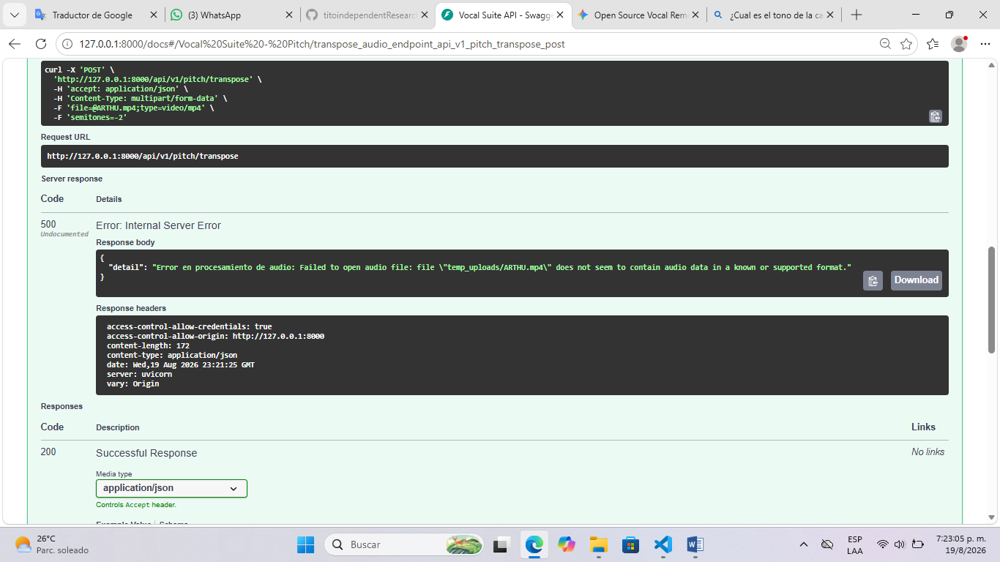 Traductor de Google
(3) WhatsApp
titoindependentResearch
Vocal Suite API - Swagge
Open Source Vocal Rem
¿Cual es el tono de la ca
127.0.0.1:8000/docs#/Vocal%20Suite%20-%20Pitch/transpose_audio_endpoint_api_v1_pitch_transpose_post
curl -X 'POST' \
'http://127.0.0.1:8000/api/v1/pitch/transpose' \
-H 'accept: application/json' \
-H 'Content-Type: multipart/form-data' \
-F 'file=@ARTHU.mp4;type=video/mp4' \
-F 'semitones=-2'
Request URL
http://127.0.0.1:8000/api/v1/pitch/transpose
Server response
Code Details
500 Error: Internal Server Error
Undocumented
Response body
{
"detail": "Error en procesamiento de audio: Failed to open audio file: file \"temp_uploads/ARTHU.mp4\" does not seem to contain audio data in a known or supported format."
}
Download
Response headers
access-control-allow-credentials: true
access-control-allow-origin: http://127.0.0.1:8000
content-length: 172
content-type: application/json
date: Wed,19 Aug 2026 23:21:25 GMT
server: uvicorn
vary: Origin
Responses
Code Description Links
200 Successful Response No links
Media type
application/json
Controls Accept header.
Example Value | Schema
26°C
Parc. soleado
Buscar
ESP
LAA
7:23:05 p. m.
19/8/2026